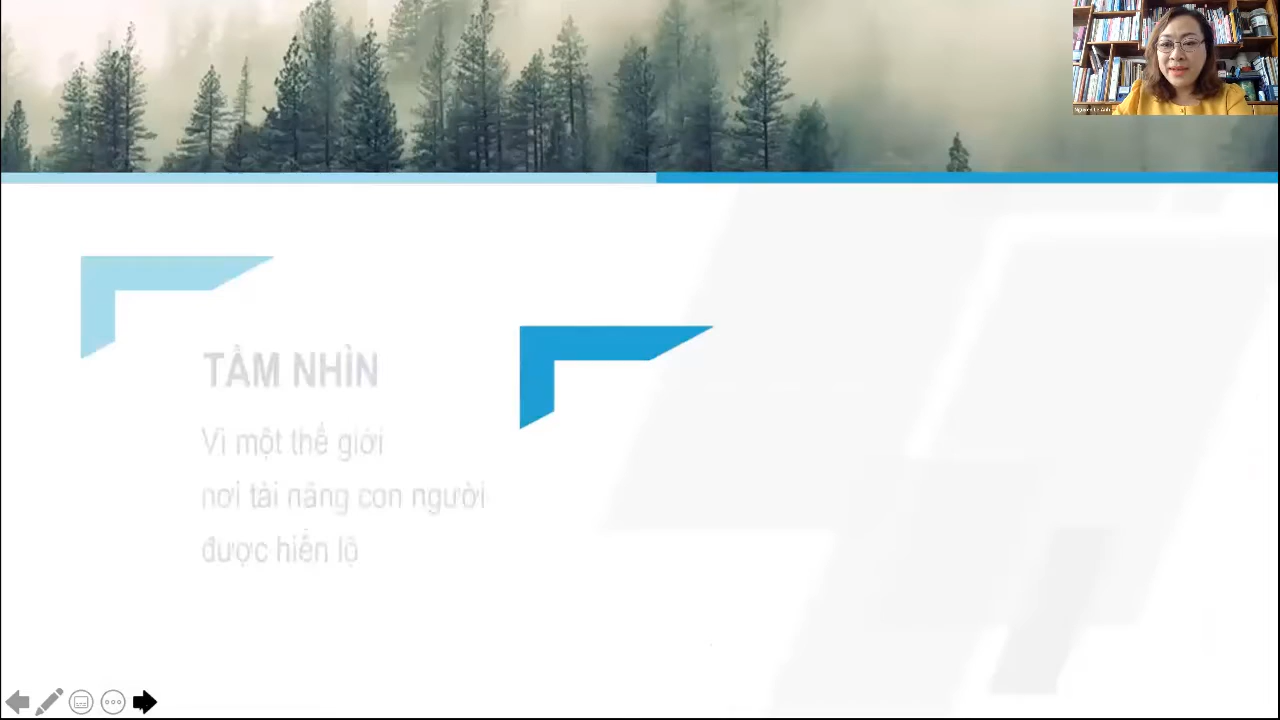 TẦM NHÌN
Vì một thế giới
nơi tài năng con người
được hiển lộ